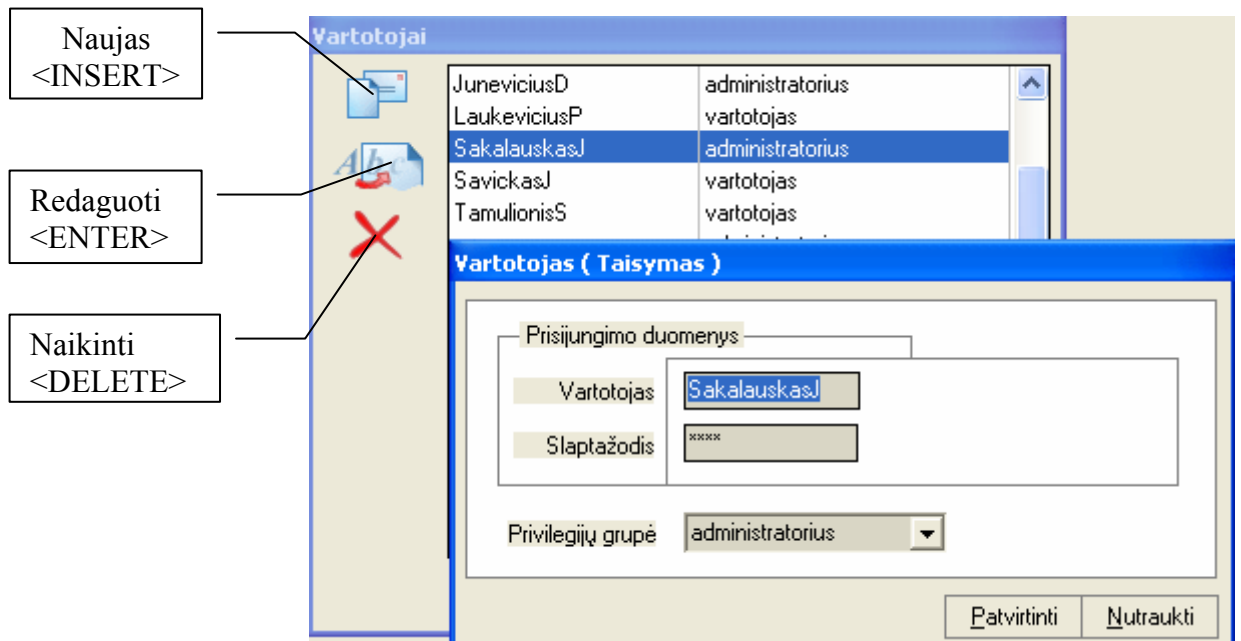 Naujas
<INSERT>
Redaguoti
<ENTER>
Naikinti
<DELETE>
Vartotojai
JuneviciusD administratorius
LaukeviciusP vartotojas
SakalauskasJ administratorius
SavickasJ vartotojas
TamulionisS vartotojas
Abc
Vartotojas ( Taisymas )
Prisijungimo duomenys
Vartotojas SakalauskasJ
Slaptažodis ****
Privilegijų grupė administratorius
Patvirtinti Nutraukti